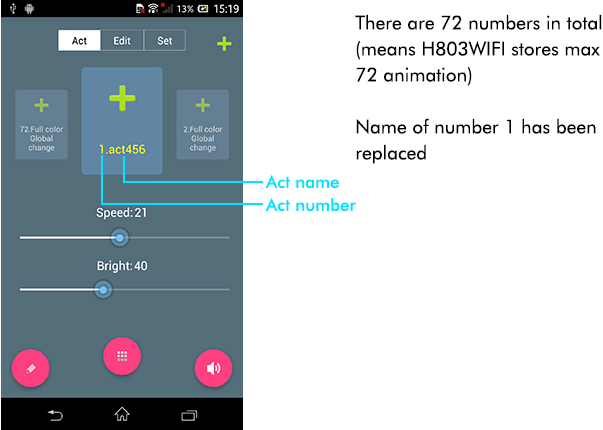 13% 15:19
Act Edit Set
72.Full color
Global
change
1.act456
2.Full color
Global
change
Act name
Act number
Speed:21
Bright:40
There are 72 numbers in total
(means H803WIFI stores max
72 animation)
Name of number 1 has been
replaced